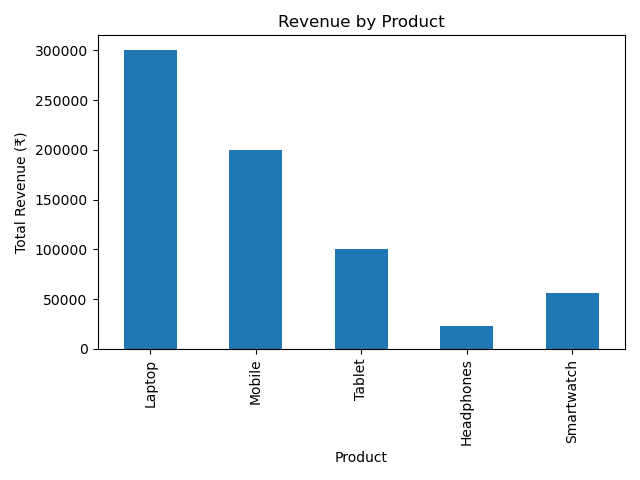 Revenue by Product
Total Revenue (₹)
300000
250000
200000
150000
100000
50000
0
Laptop
Mobile
Tablet
Headphones
Smartwatch
Product